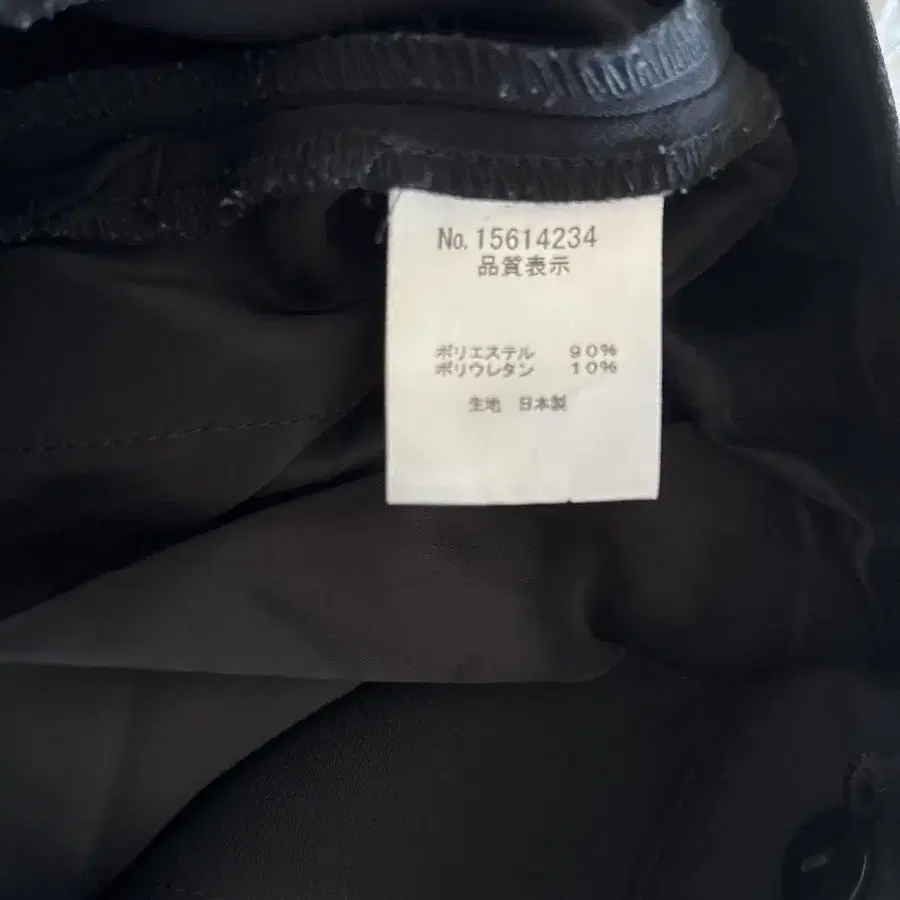 No. 15614234
品質表示
ポリエステル 90%
ポリウレタン 10%
生地 日本製